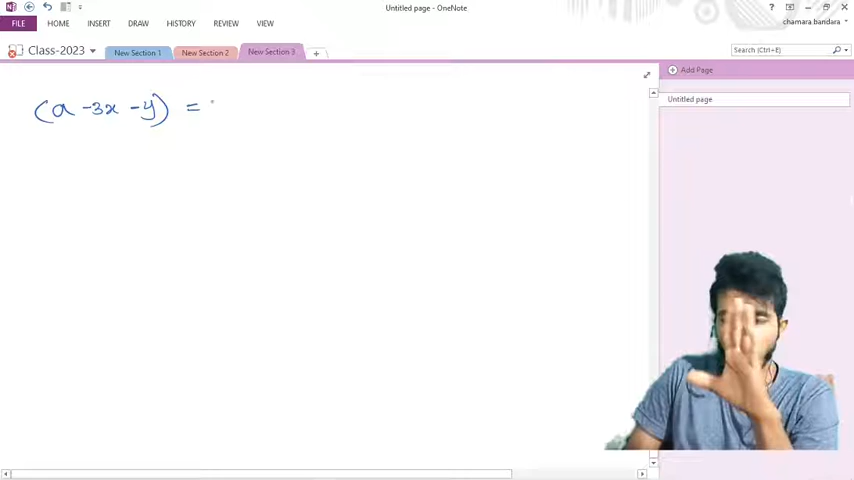 Untitled page - OneNote
chamara bandara
FILE HOME INSERT DRAW HISTORY REVIEW VIEW
Class-2023 New Section 1 New Section 2 New Section 3 +
Search (Ctrl+E)
Add Page
Untitled page
(a -3x -y) =